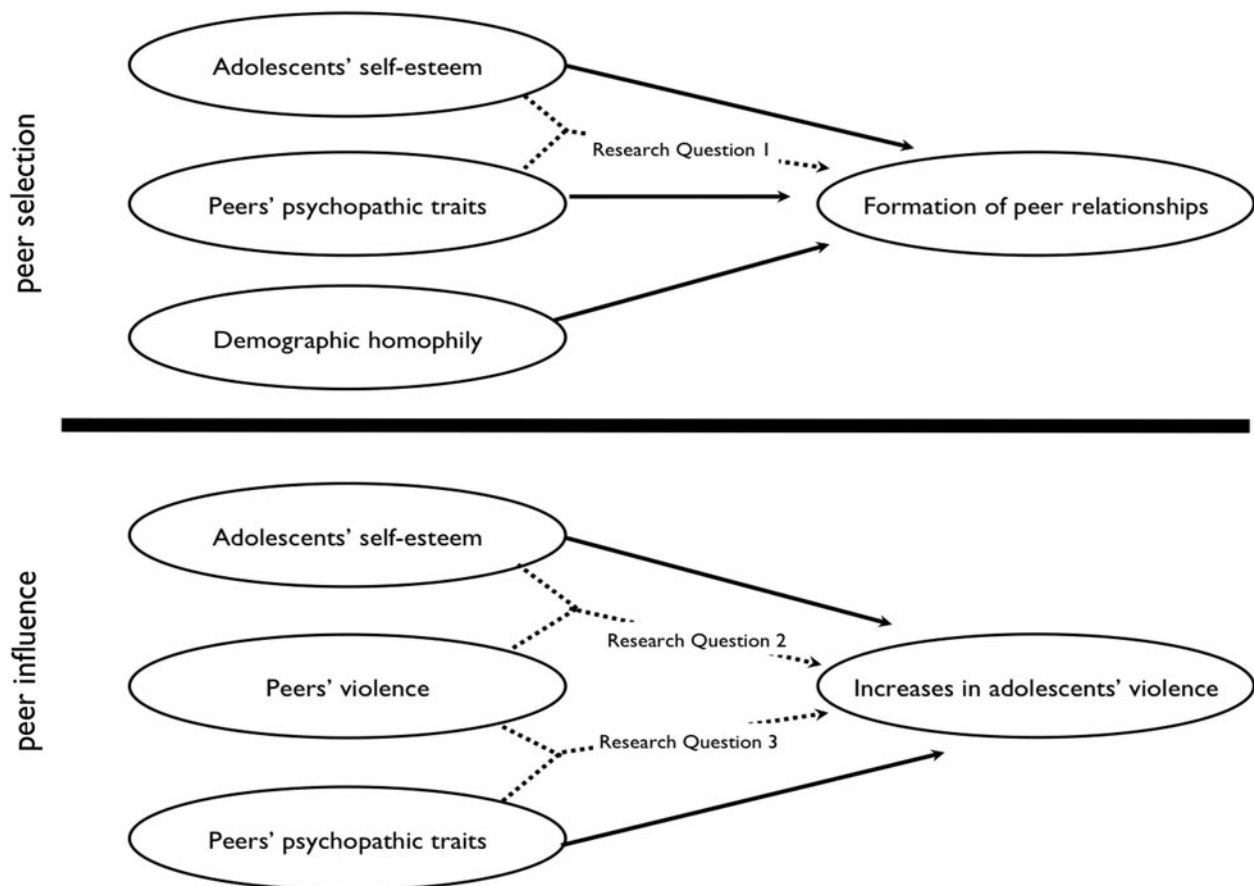 peer selection
Adolescents’ self-esteem
Research Question 1
Peers’ psychopathic traits
Formation of peer relationships
Demographic homophily
peer influence
Adolescents’ self-esteem
Research Question 2
Peers’ violence
Increases in adolescents’ violence
Research Question 3
Peers’ psychopathic traits